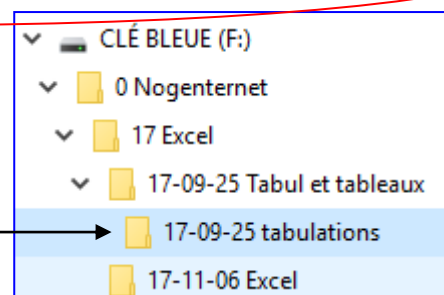 CLÉ BLEUE (F:)
0 Nogenternet
17 Excel
17-09-25 Tabul et tableaux
17-09-25 tabulations
17-11-06 Excel